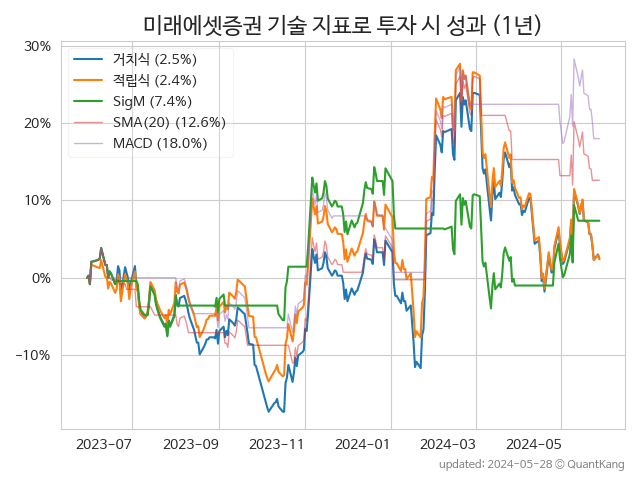 미래에셋증권 기술 지표로 투자 시 성과 (1년)
30%
20%
10%
0%
−10%
거치식 (2.5%)
적립식 (2.4%)
SigM (7.4%)
SMA(20) (12.6%)
MACD (18.0%)
2023-07
2023-09
2023-11
2024-01
2024-03
2024-05
updated: 2024-05-28 © QuantKang